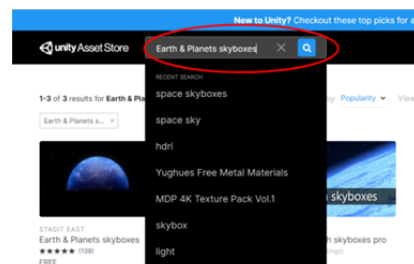 New to Unity? Checkout these top picks for a
unity Asset Store
Earth & Planets skyboxes
RECENT SEARCH
1-3 of 3 results for Earth & Pla
by Popularity
View
space skyboxes
Earth & Planets s...
space sky
hdri
Yughues Free Metal Materials
MDP 4K Texture Pack Vol.1
skyboxes
skybox
STAGIT EAST
Earth & Planets skyboxes
h skyboxes pro
(138)
light
FREE